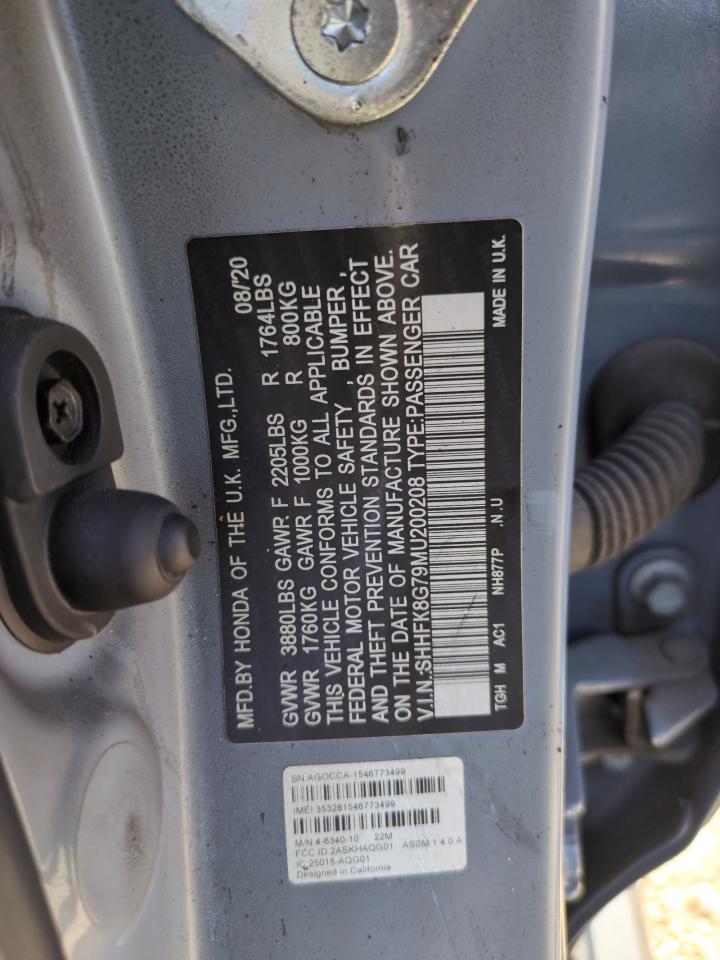 MFD.BY HONDA OF THE U.K. MFG.,LTD. 08/'20
GVWR 3880LBS GAWR F 2205LBS R 1764LBS
GVWR 1760KG GAWR F 1000KG R 800KG
THIS VEHICLE CONFORMS TO ALL APPLICABLE
FEDERAL MOTOR VEHICLE SAFETY , BUMPER ,
AND THEFT PREVENTION STANDARDS IN EFFECT
ON THE DATE OF MANUFACTURE SHOWN ABOVE.
V.I.N.:SHHFK8G79MU200208 TYPE:PASSENGER CAR
TGH M AC1 NH877P .N .U MADE IN U.K.
SN AGOCCA-1546773499
IMEI 353281546773499
M/N 4-6340-10 22M
FCC ID 2ASKHAQG01 ASBM 1.4.0.A
IC 25015-AQG01
Designed in California